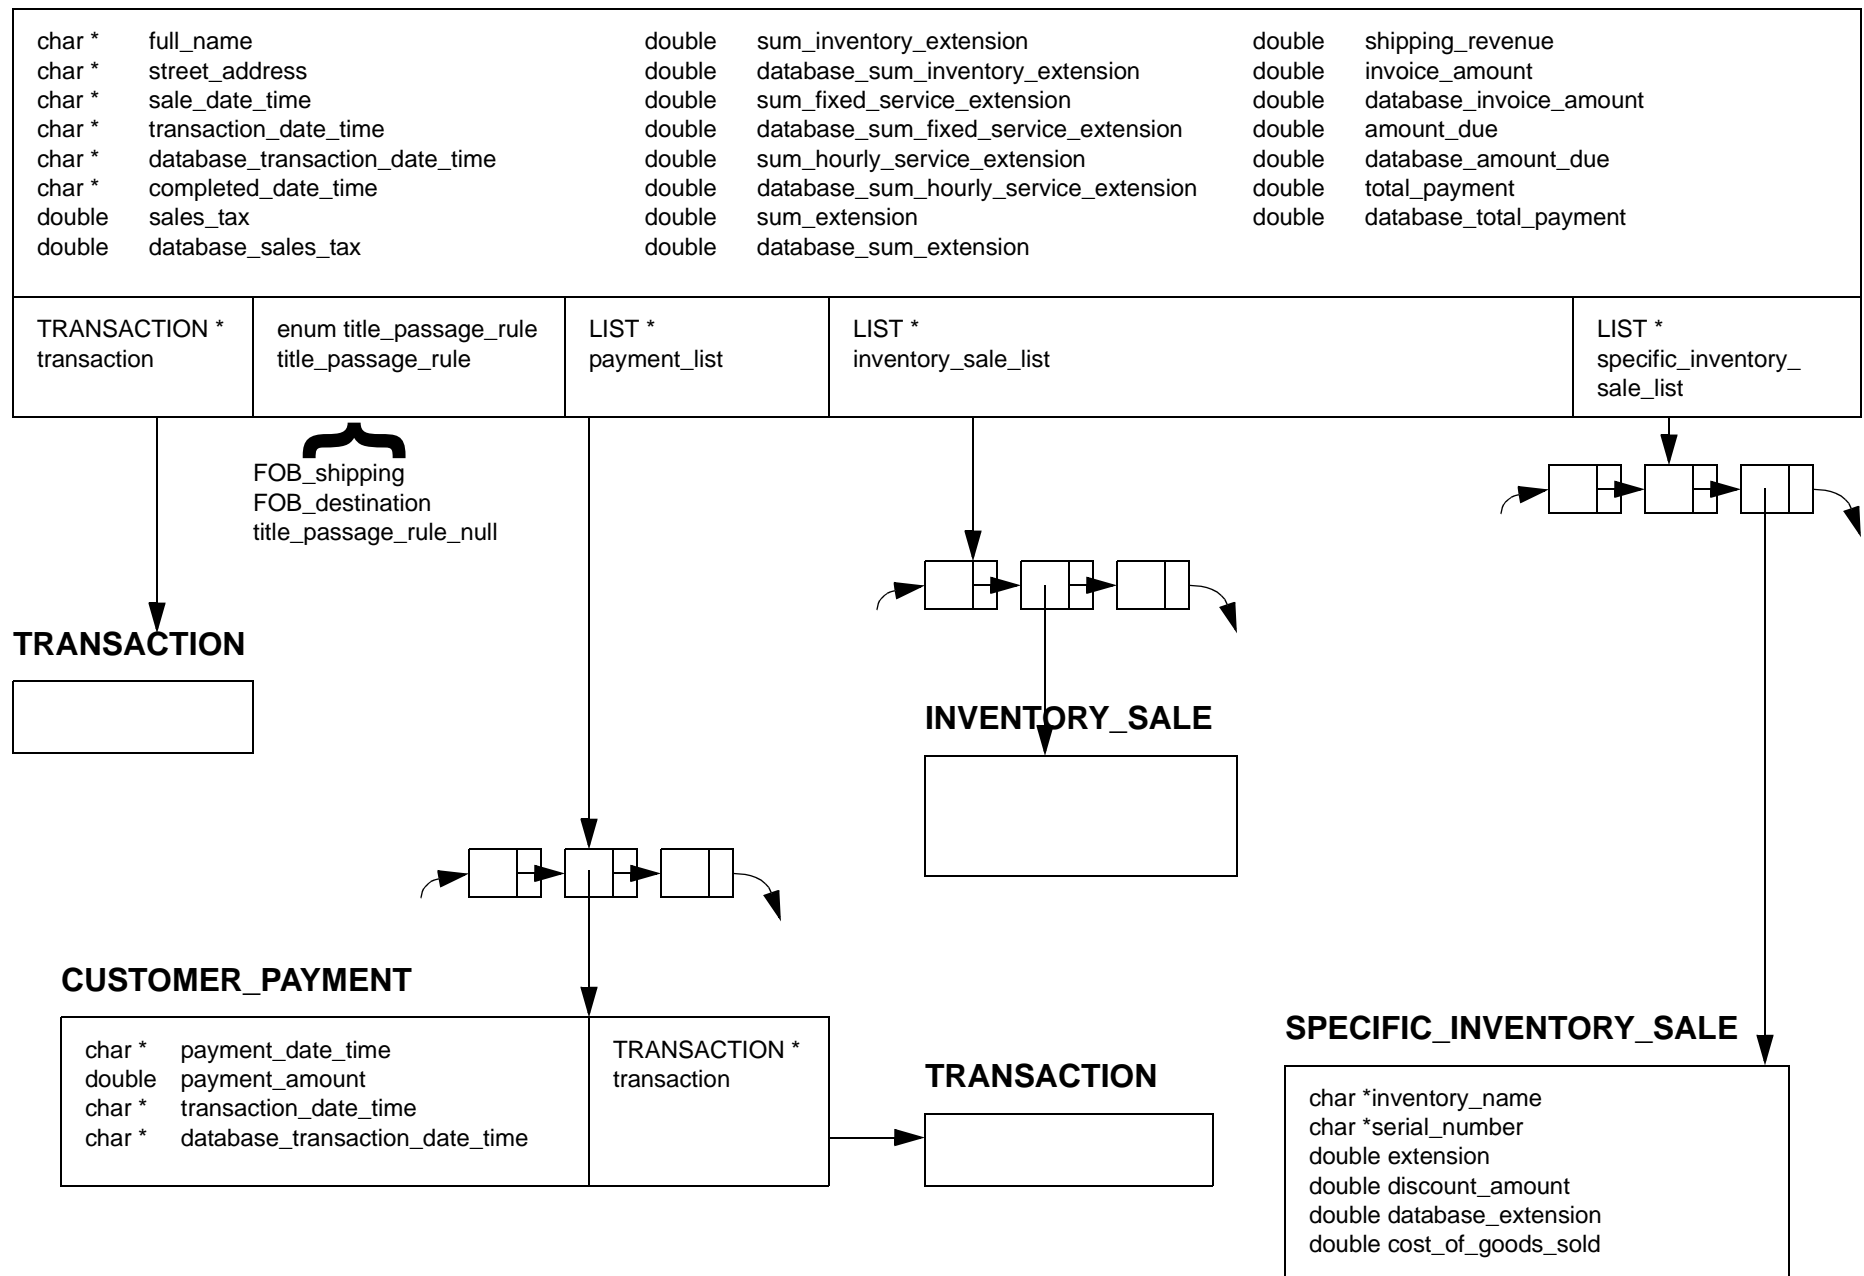 char * full_name
char * street_address
char * sale_date_time
char * transaction_date_time
char * database_transaction_date_time
char * completed_date_time
double sales_tax
double database_sales_tax
double sum_inventory_extension
double database_sum_inventory_extension
double sum_fixed_service_extension
double database_sum_fixed_service_extension
double sum_hourly_service_extension
double database_sum_hourly_service_extension
double sum_extension
double database_sum_extension
double shipping_revenue
double invoice_amount
double database_invoice_amount
double amount_due
double database_amount_due
double total_payment
double database_total_payment
TRANSACTION *
transaction
enum title_passage_rule
title_passage_rule
LIST *
payment_list
LIST *
inventory_sale_list
LIST *
specific_inventory_
sale_list
FOB_shipping
FOB_destination
title_passage_rule_null
TRANSACTION
INVENTORY_SALE
CUSTOMER_PAYMENT
char * payment_date_time
double payment_amount
char * transaction_date_time
char * database_transaction_date_time
TRANSACTION *
transaction
TRANSACTION
SPECIFIC_INVENTORY_SALE
char *inventory_name
char *serial_number
double extension
double discount_amount
double database_extension
double cost_of_goods_sold